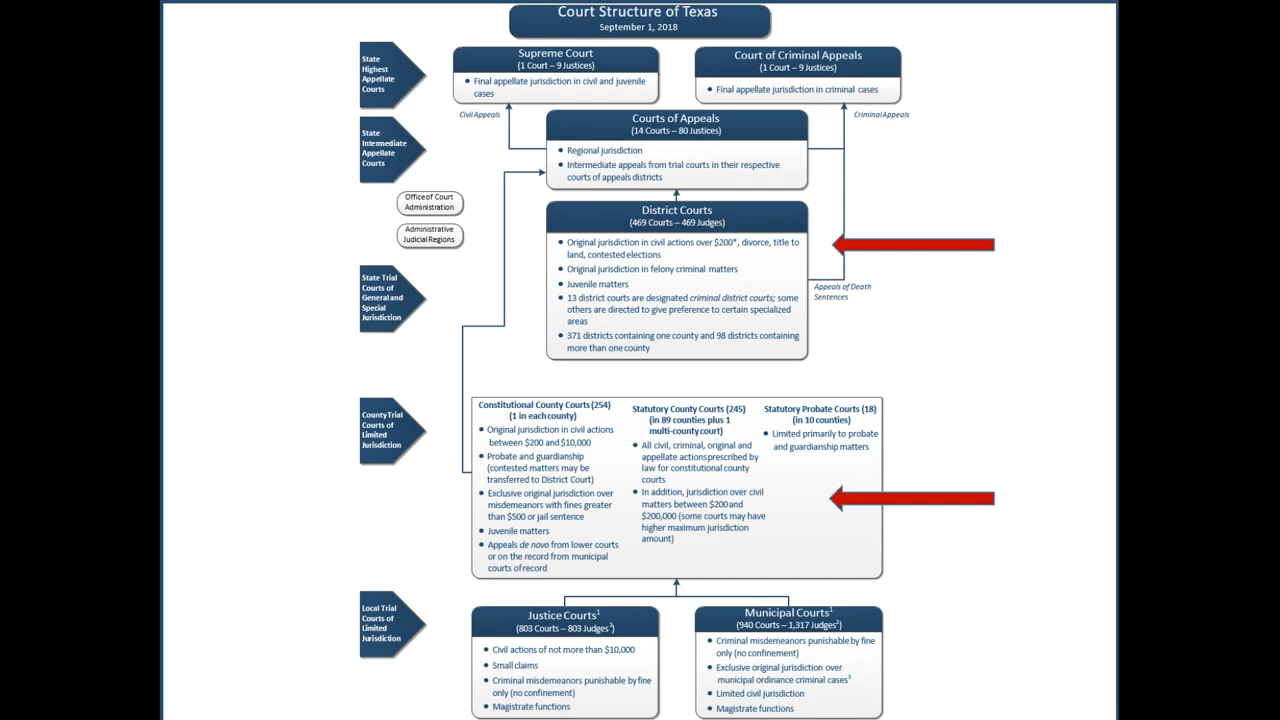 Court Structure of Texas
September 1, 2018
State
Highest
Appellate
Courts
Supreme Court
(1 Court – 9 Justices)
• Final appellate jurisdiction in civil and juvenile
cases
Court of Criminal Appeals
(1 Court – 9 Justices)
• Final appellate jurisdiction in criminal cases
Civil Appeals
Criminal Appeals
State
Intermediate
Appellate
Courts
Courts of Appeals
(14 Courts – 80 Justices)
• Regional jurisdiction
• Intermediate appeals from trial courts in their respective
courts of appeals districts
Office of Court
Administration
Administrative
Judicial Regions
State Trial
Courts of
General and
Special
Jurisdiction
District Courts
(469 Courts – 469 Judges)
• Original jurisdiction in civil actions over $200*, divorce, title to
land, contested elections
• Original jurisdiction in felony criminal matters
• Juvenile matters
• 13 district courts are designated criminal district courts; some
others are directed to give preference to certain specialized
areas
• 371 districts containing one county and 98 districts containing
more than one county
Appeals of Death
Sentences
County Trial
Courts of
Limited
Jurisdiction
Constitutional County Courts (254)
(1 in each county)
• Original jurisdiction in civil actions
between $200 and $10,000
• Probate and guardianship
(contested matters may be
transferred to District Court)
• Exclusive original jurisdiction over
misdemeanors with fines greater
than $500 or jail sentence
• Juvenile matters
• Appeals de novo from lower courts
or on the record from municipal
courts of record
Statutory County Courts (245)
(in 89 counties plus 1
multi-county court)
• All civil, criminal, original and
appellate actions prescribed by
law for constitutional county
courts
• In addition, jurisdiction over civil
matters between $200 and
$200,000 (some courts may have
higher maximum jurisdiction
amount)
Statutory Probate Courts (18)
(in 10 counties)
• Limited primarily to probate
and guardianship matters
Local Trial
Courts of
Limited
Jurisdiction
Justice Courts¹
(803 Courts – 803 Judges²)
• Civil actions of not more than $10,000
• Small claims
• Criminal misdemeanors punishable by fine
only (no confinement)
• Magistrate functions
Municipal Courts¹
(940 Courts – 1,317 Judges²)
• Criminal misdemeanors punishable by fine
only (no confinement)
• Exclusive original jurisdiction over
municipal ordinance criminal cases³
• Limited civil jurisdiction
• Magistrate functions